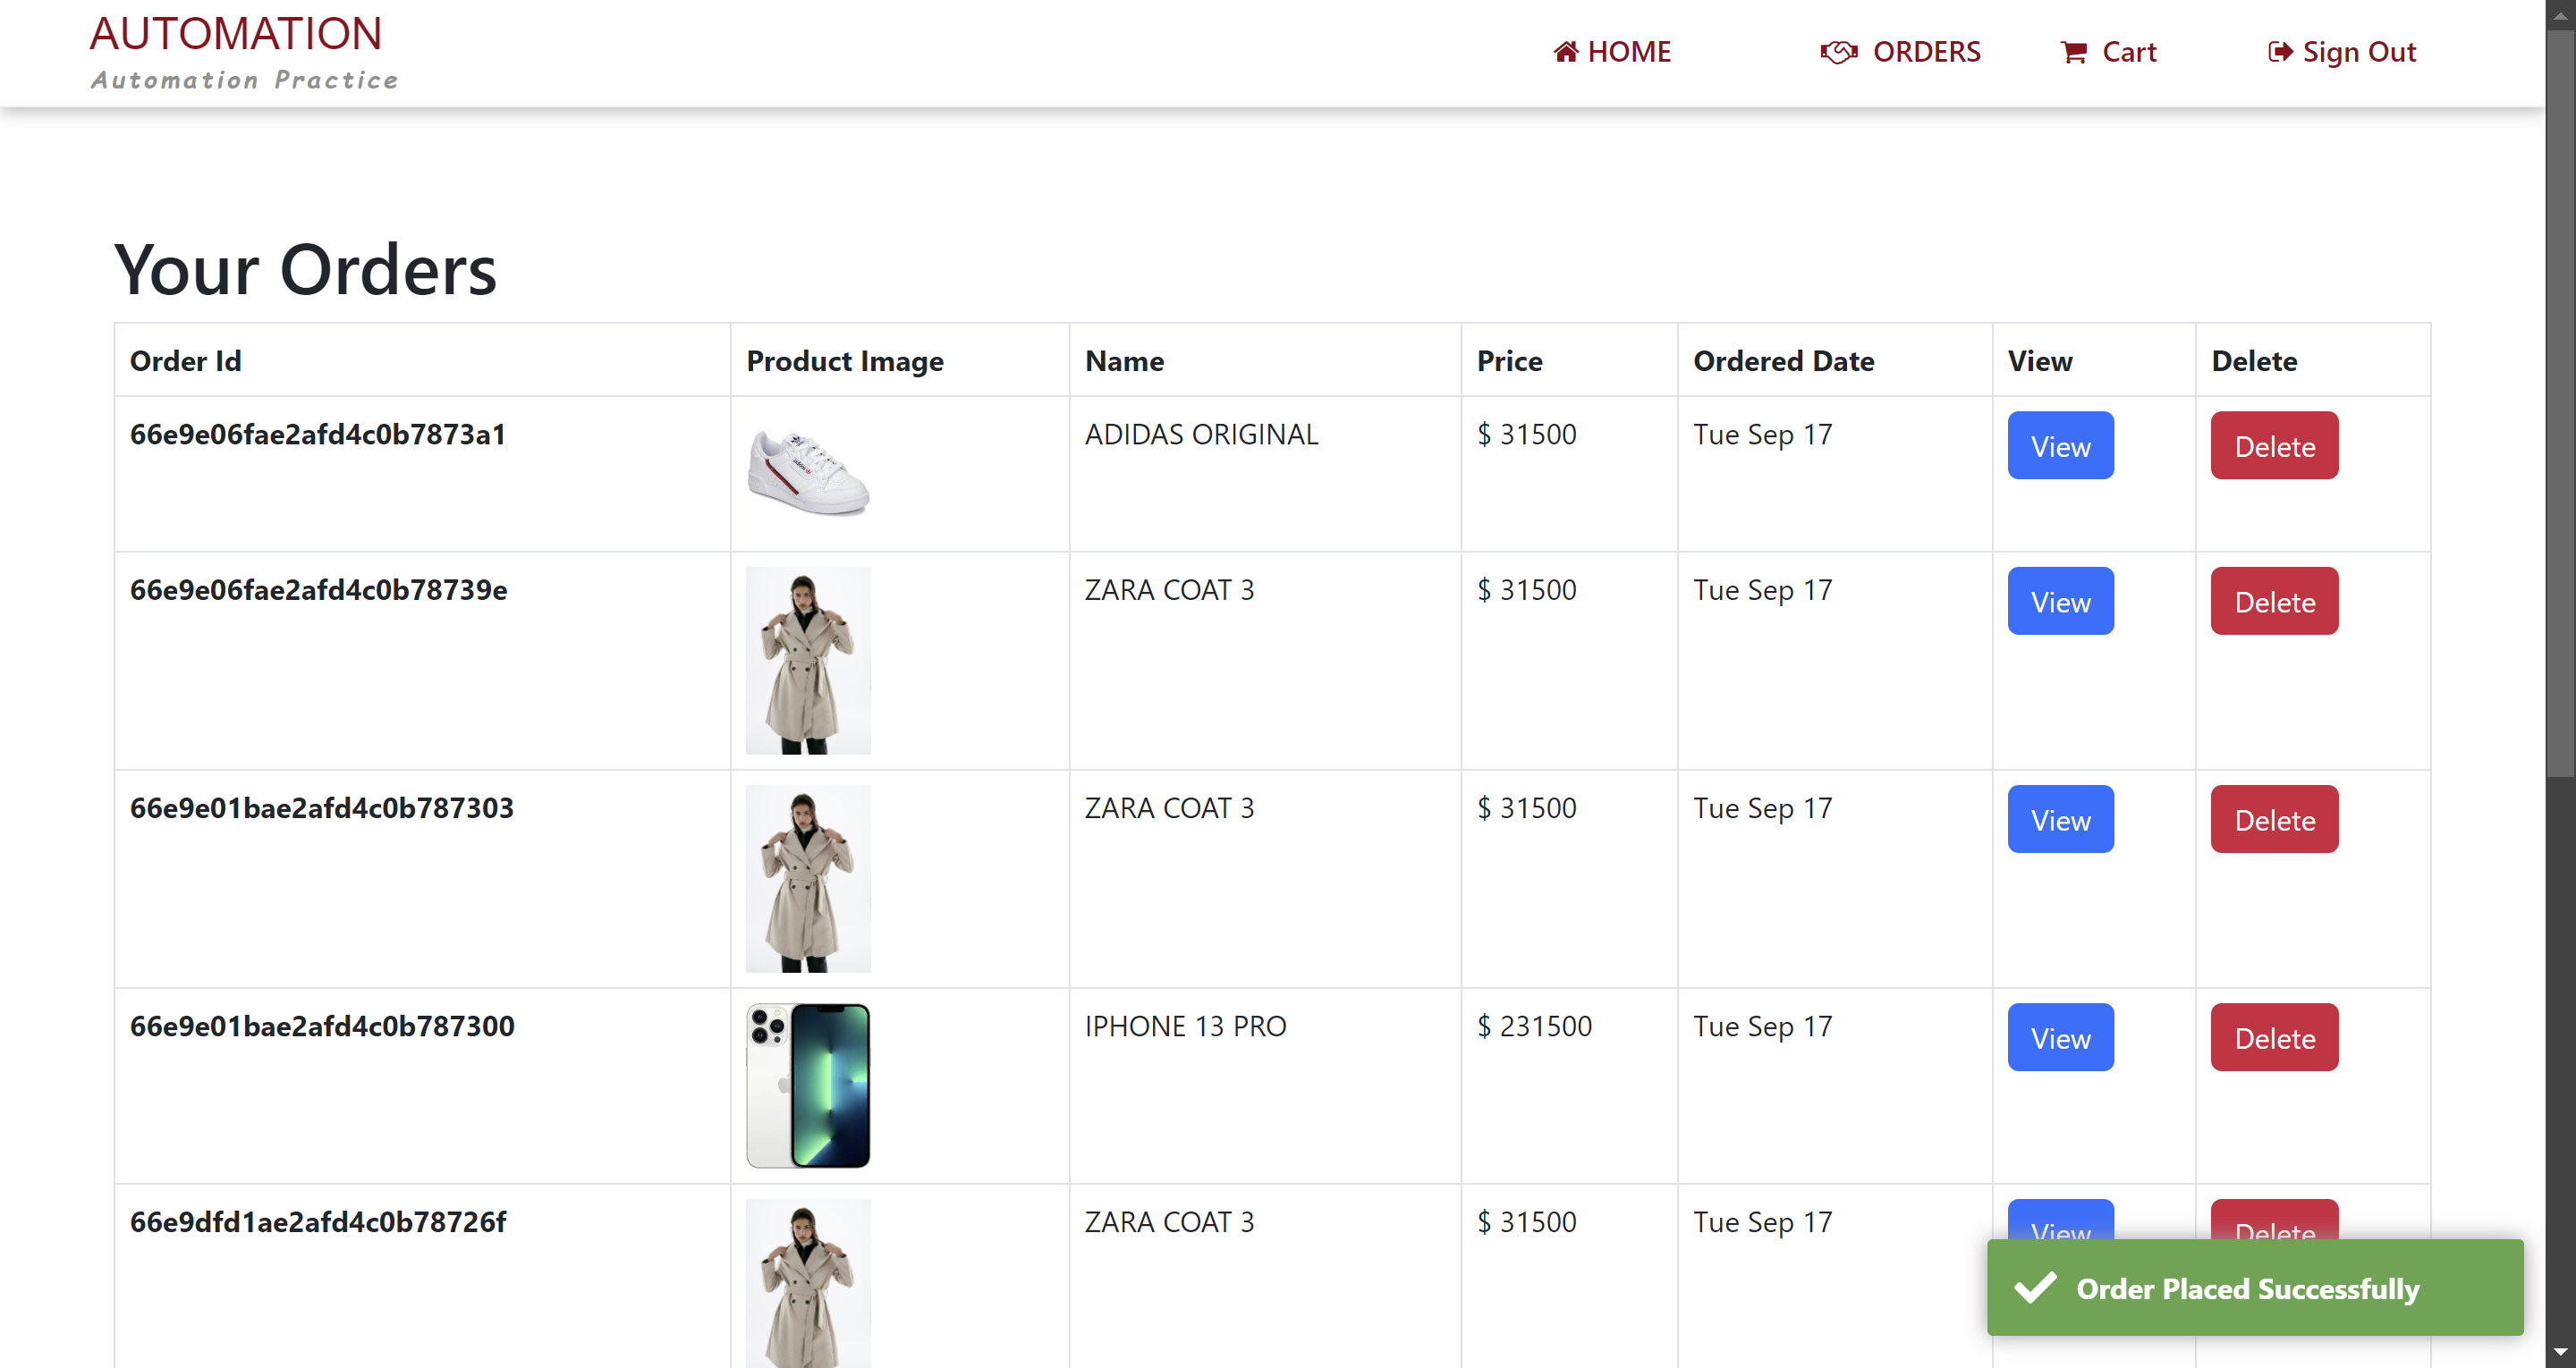 AUTOMATION
Automation Practice
HOME
ORDERS
Cart
Sign Out
Your Orders
Order Id Product Image Name Price Ordered Date View Delete
66e9e06fae2afd4c0b7873a1 ADIDAS ORIGINAL $ 31500 Tue Sep 17 View Delete
66e9e06fae2afd4c0b78739e ZARA COAT 3 $ 31500 Tue Sep 17 View Delete
66e9e01bae2afd4c0b787303 ZARA COAT 3 $ 31500 Tue Sep 17 View Delete
66e9e01bae2afd4c0b787300 IPHONE 13 PRO $ 231500 Tue Sep 17 View Delete
66e9dfd1ae2afd4c0b78726f ZARA COAT 3 $ 31500 Tue Sep 17 View Delete
Order Placed Successfully